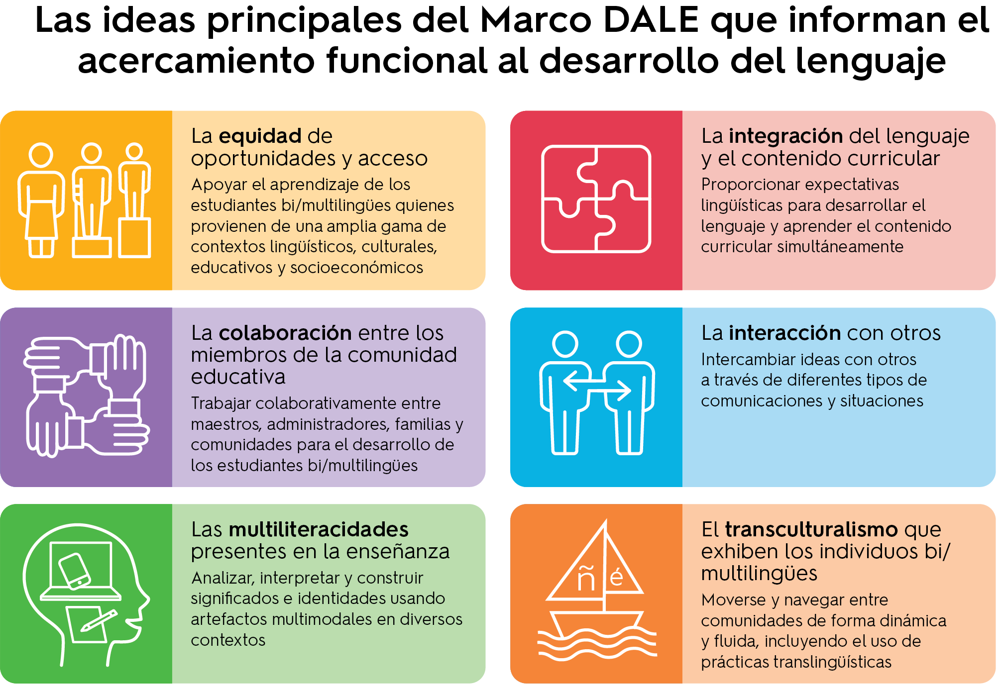 Las ideas principales del Marco DALE que informan el
acercamiento funcional al desarrollo del lenguaje
La equidad de
oportunidades y acceso
Apoyar el aprendizaje de los
estudiantes bi/multilingües quienes
provienen de una amplia gama de
contextos lingüísticos, culturales,
educativos y socioeconómicos
La integración del lenguaje
y el contenido curricular
Proporcionar expectativas
lingüísticas para desarrollar el
lenguaje y aprender el contenido
curricular simultáneamente
La colaboración entre los
miembros de la comunidad
educativa
Trabajar colaborativamente entre
maestros, administradores, familias y
comunidades para el desarrollo de
los estudiantes bi/multilingües
La interacción con otros
Intercambiar ideas con otros
a través de diferentes tipos de
comunicaciones y situaciones
Las multiliteracidades
presentes en la enseñanza
Analizar, interpretar y construir
significados e identidades usando
artefactos multimodales en diversos
contextos
ñ é
El transculturalismo que
exhiben los individuos bi/
multilingües
Moverse y navegar entre
comunidades de forma dinámica
y fluida, incluyendo el uso de
prácticas translingüísticas